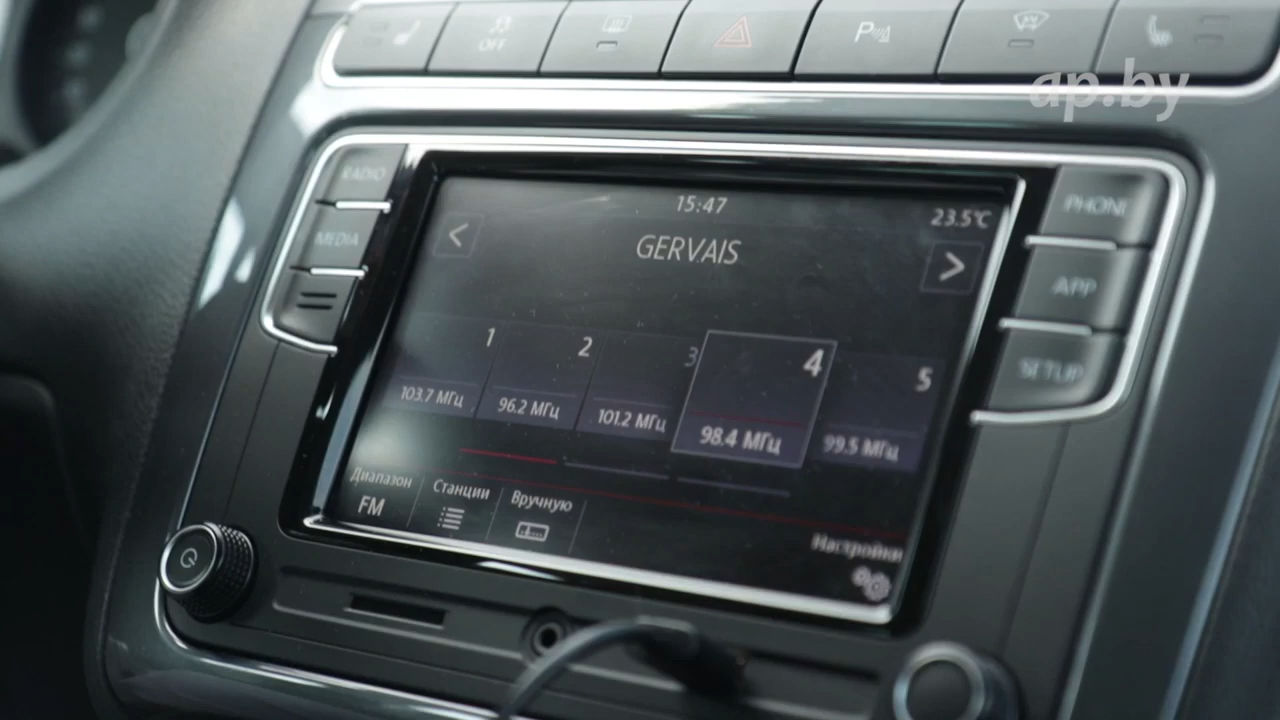 OFF
P
ap.by
RADIO
MEDIA
PHONE
APP
SETUP
15:47
23.5°C
<
GERVAIS
>
1
2
3
4
5
103.7 МГц
96.2 МГц
101.2 МГц
98.4 МГц
99.5 МГц
Диапазон
FM
Станции
Вручную
Настройки